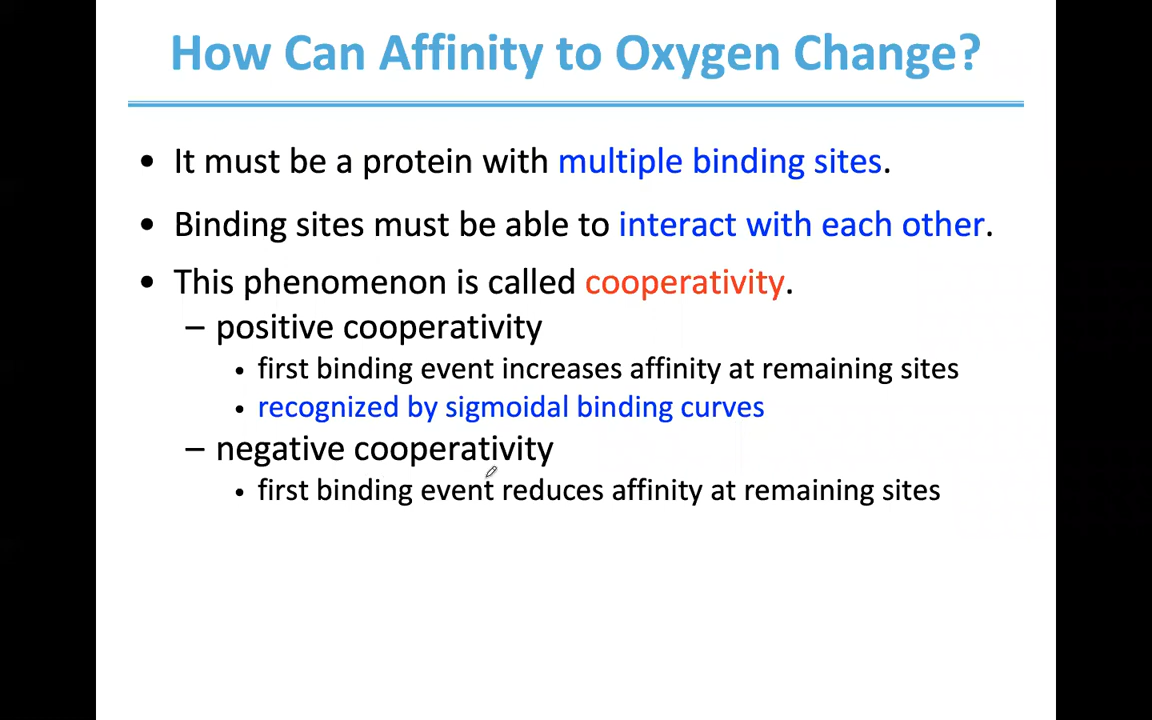 How Can Affinity to Oxygen Change?
• It must be a protein with multiple binding sites.
• Binding sites must be able to interact with each other.
• This phenomenon is called cooperativity.
– positive cooperativity
• first binding event increases affinity at remaining sites
• recognized by sigmoidal binding curves
– negative cooperativity
• first binding event reduces affinity at remaining sites